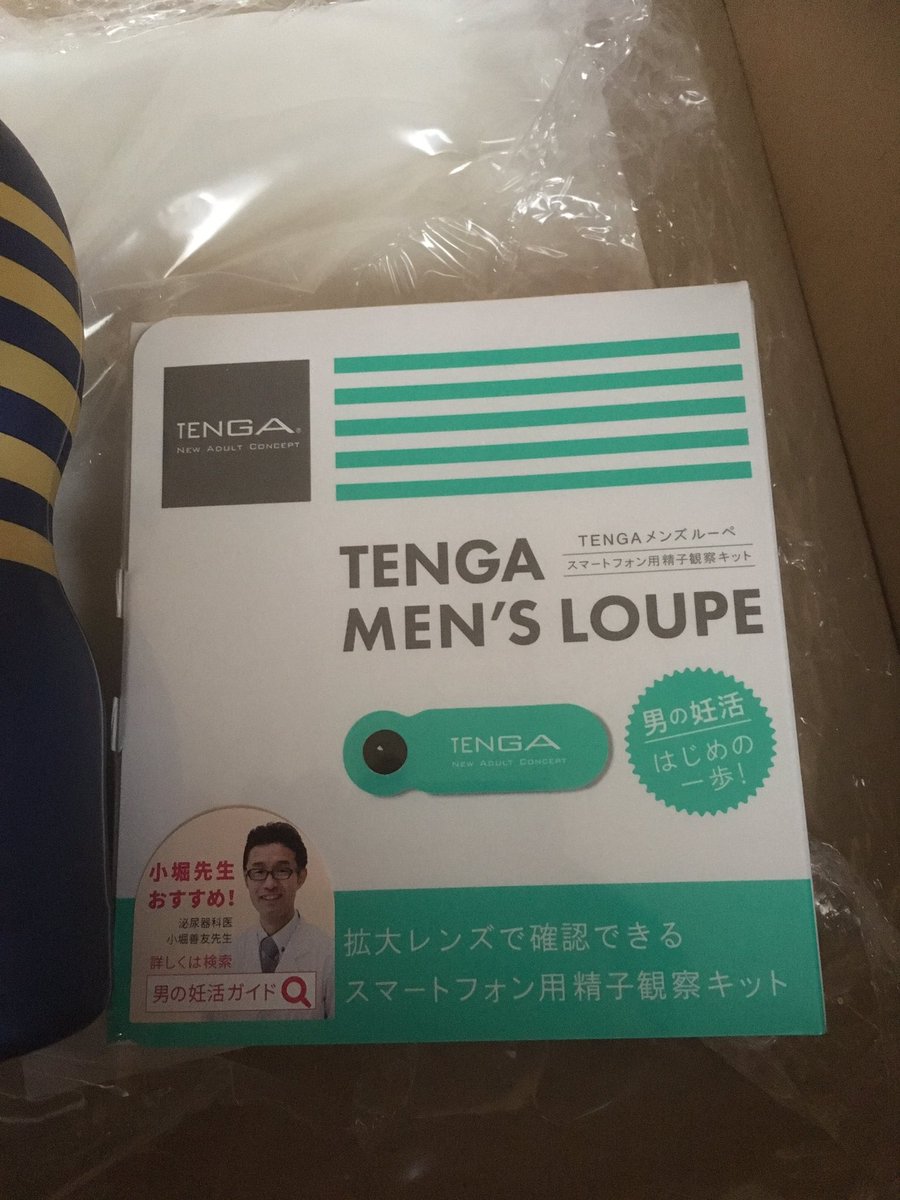 TENGA®
NEW ADULT CONCEPT
TENGA
MEN'S LOUPE
TENGAメンズルーペ
スマートフォン用精子観察キット
TENGA
NEW ADULT CONCEPT
男の妊活
はじめの
一歩!
小堀先生
おすすめ!
泌尿器科医
小堀善友先生
詳しくは検索
男の妊活ガイド
拡大レンズで確認できる
スマートフォン用精子観察キット